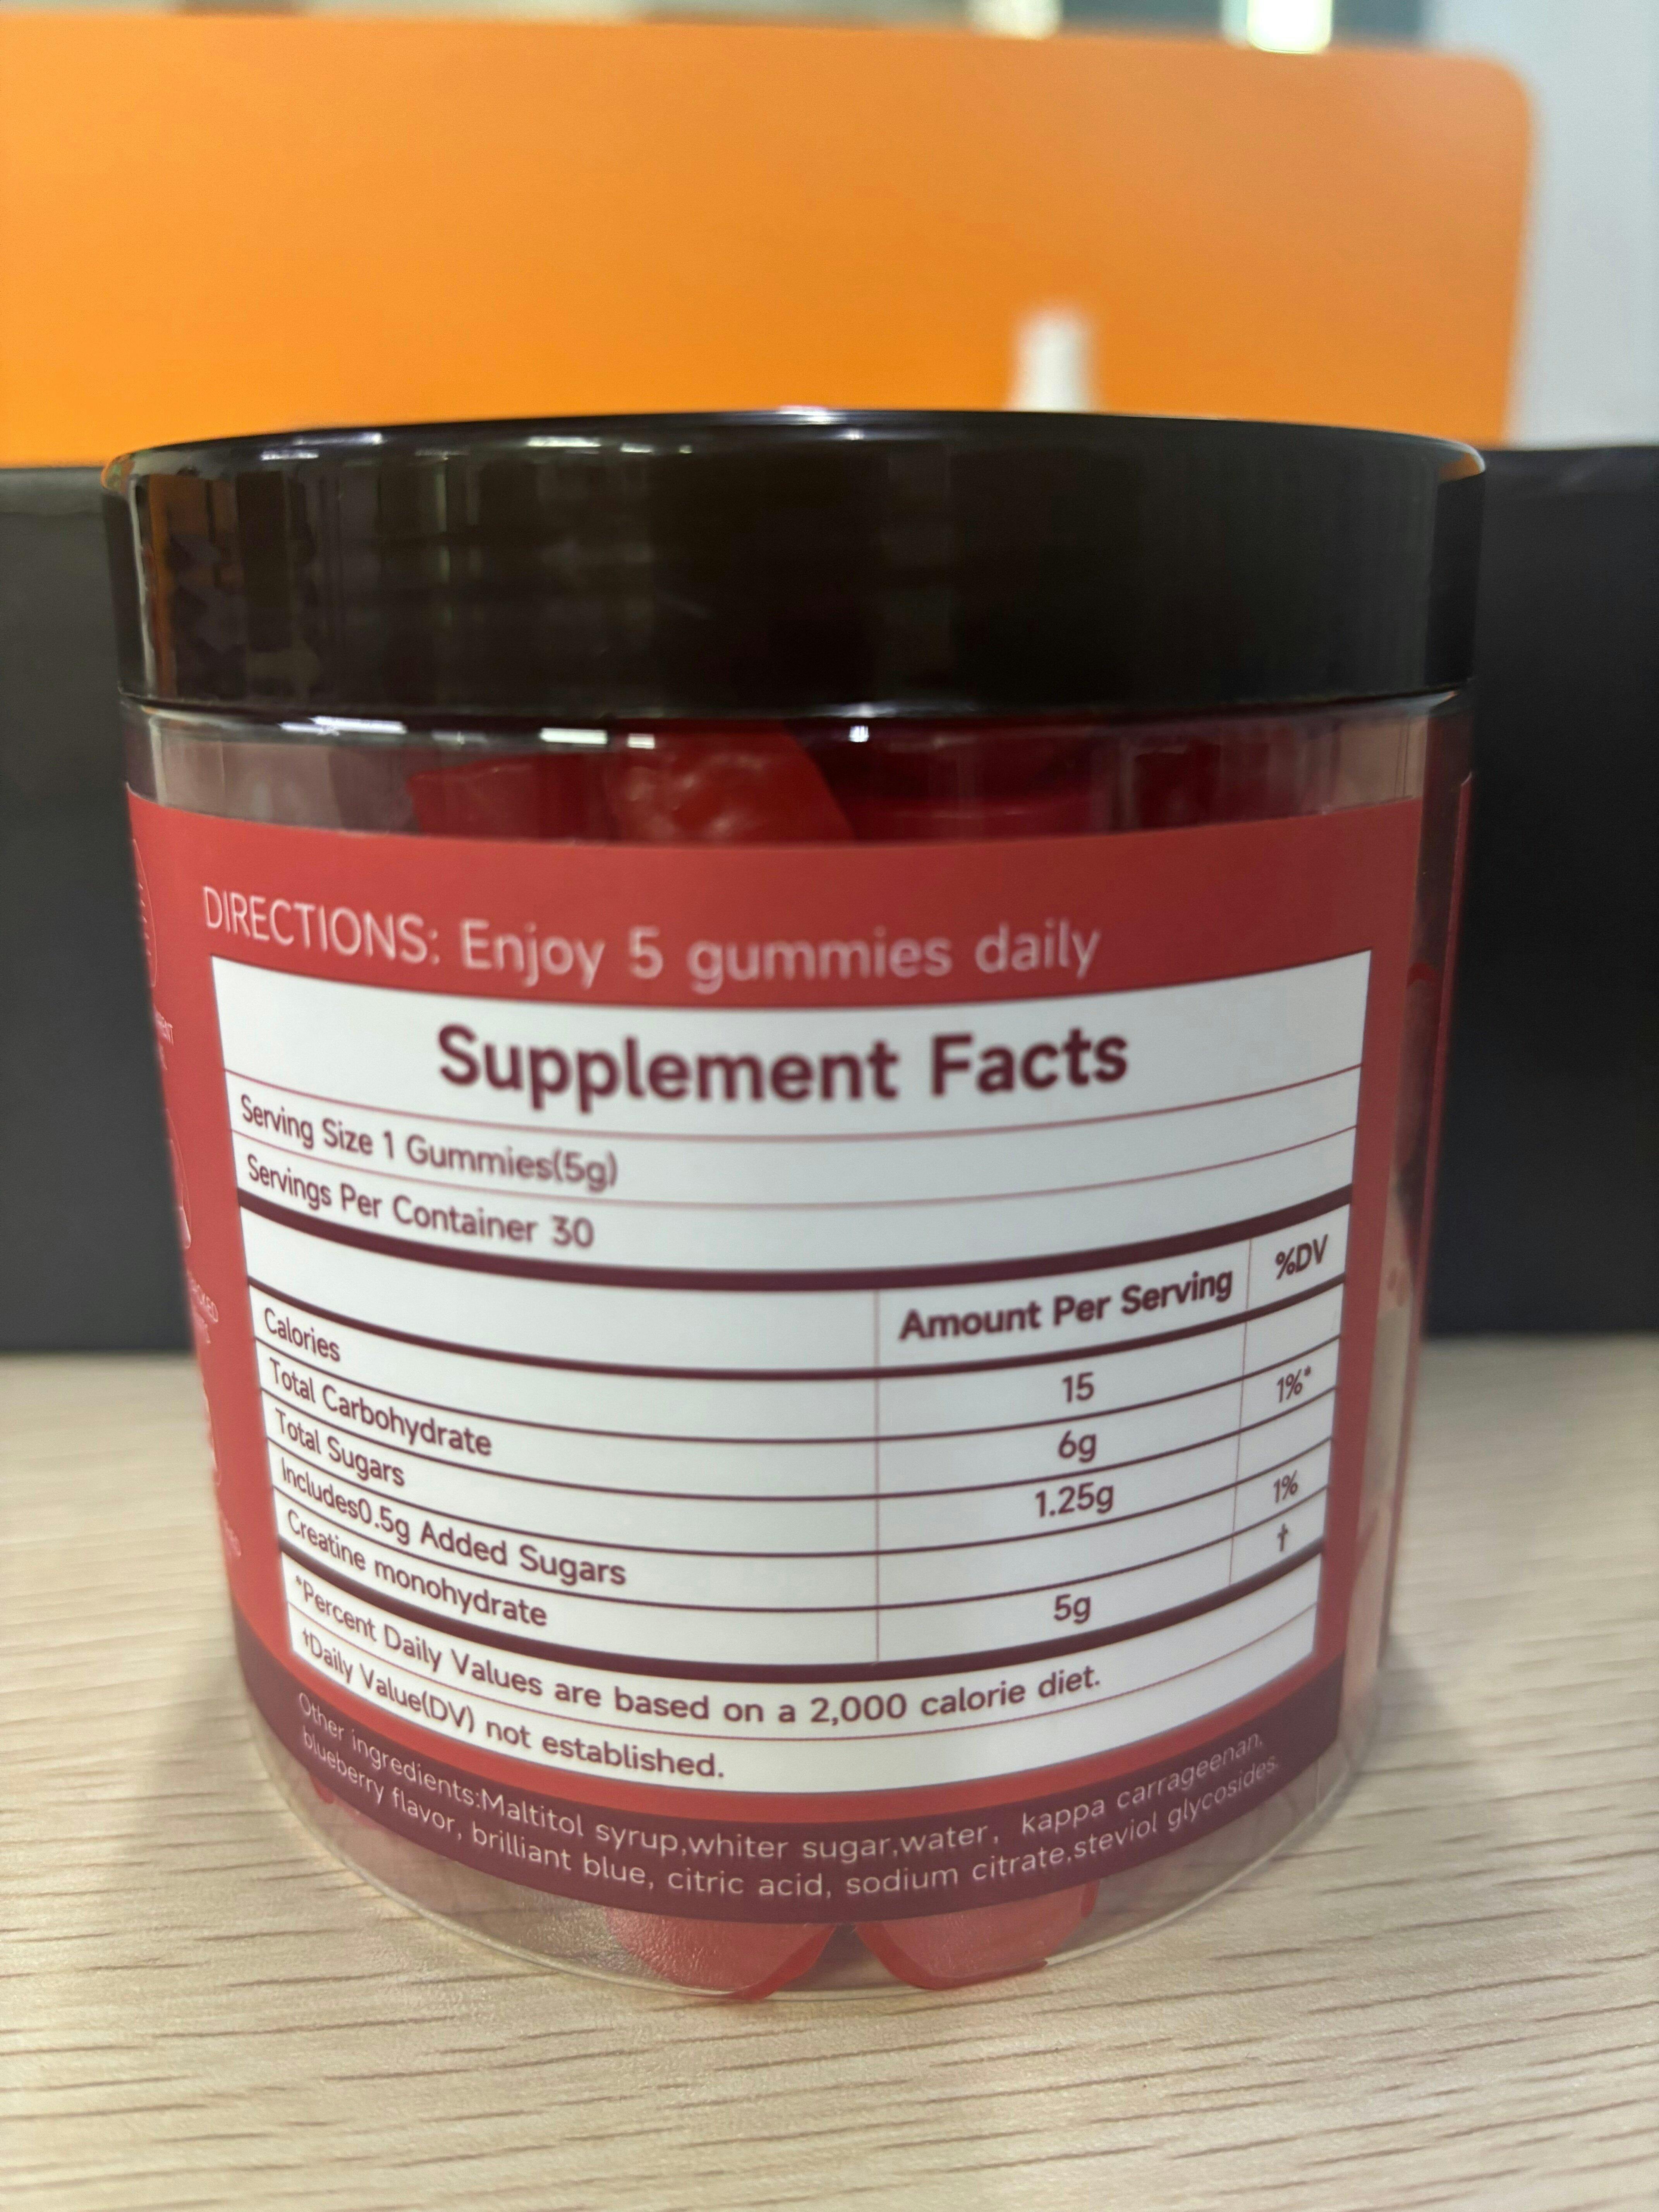 DIRECTIONS: Enjoy 5 gummies daily
Supplement Facts
Serving Size 1 Gummies(5g)
Servings Per Container 30
Amount Per Serving %DV
Calories 15
Total Carbohydrate 6g 1%*
Total Sugars 1.25g
Includes0.5g Added Sugars 1%
Creatine monohydrate 5g †
*Percent Daily Values are based on a 2,000 calorie diet.
†Daily Value(DV) not established.
Other ingredients:Maltitol syrup,whiter sugar,water, kappa carrageenan,
blueberry flavor, brilliant blue, citric acid, sodium citrate,steviol glycosides.